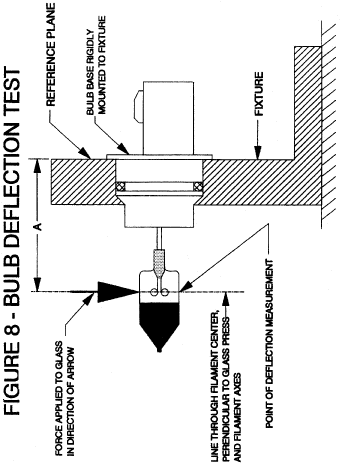 FIGURE 8 - BULB DEFLECTION TEST
A
REFERENCE PLANE
BULB BASE RIGIDLY
MOUNTED TO FIXTURE
FIXTURE
FORCE APPLIED TO GLASS
IN DIRECTION OF ARROW
LINE THROUGH FILAMENT CENTER,
PERENDICULAR TO GLASS PRESS
AND FILAMENT AXES
POINT OF DEFLECTION MEASUREMENT